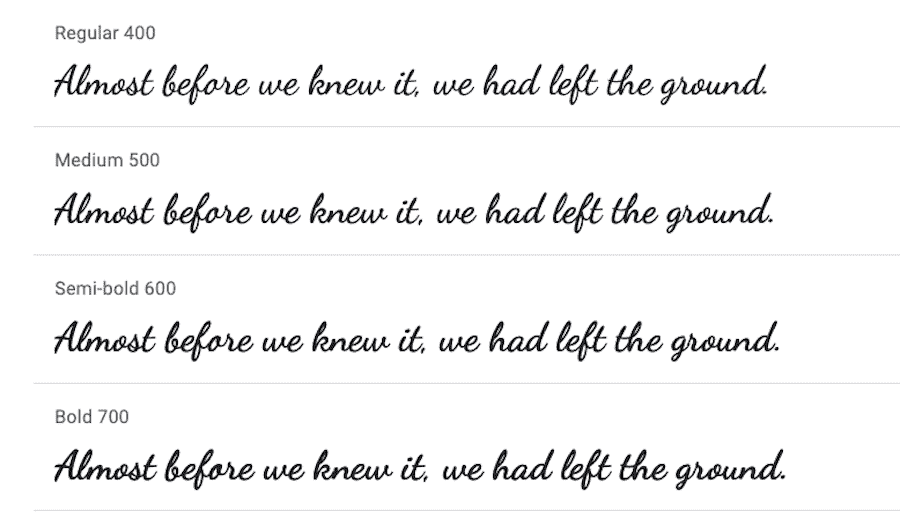 Regular 400
Almost before we knew it, we had left the ground.
Medium 500
Almost before we knew it, we had left the ground.
Semi-bold 600
Almost before we knew it, we had left the ground.
Bold 700
Almost before we knew it, we had left the ground.